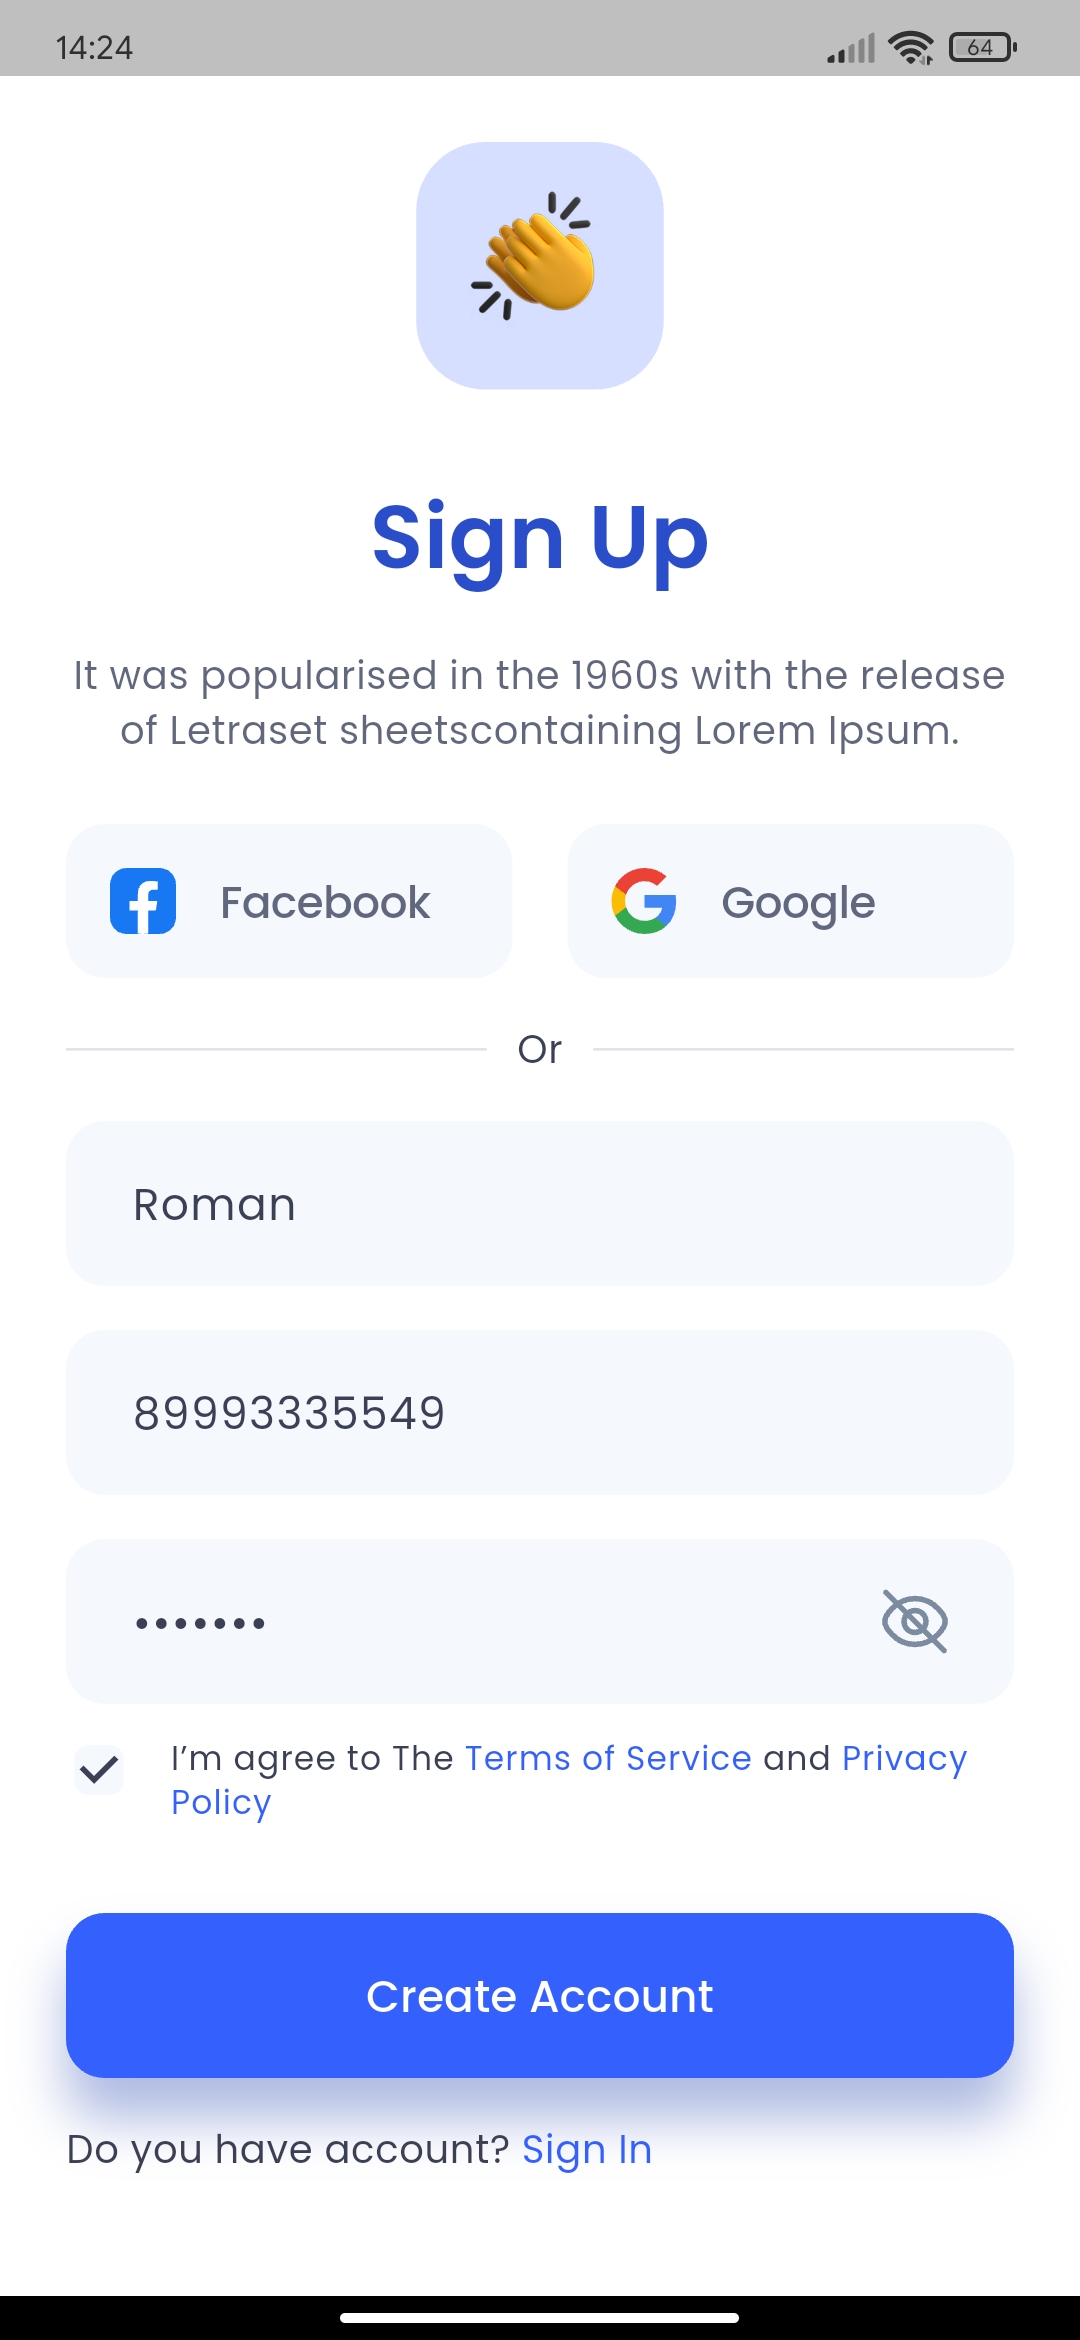 14:24
64
Sign Up
It was popularised in the 1960s with the release
of Letraset sheetscontaining Lorem Ipsum.
Facebook
Google
Or
Roman
89993335549
•••••••
I’m agree to The Terms of Service and Privacy
Policy
Create Account
Do you have account? Sign In